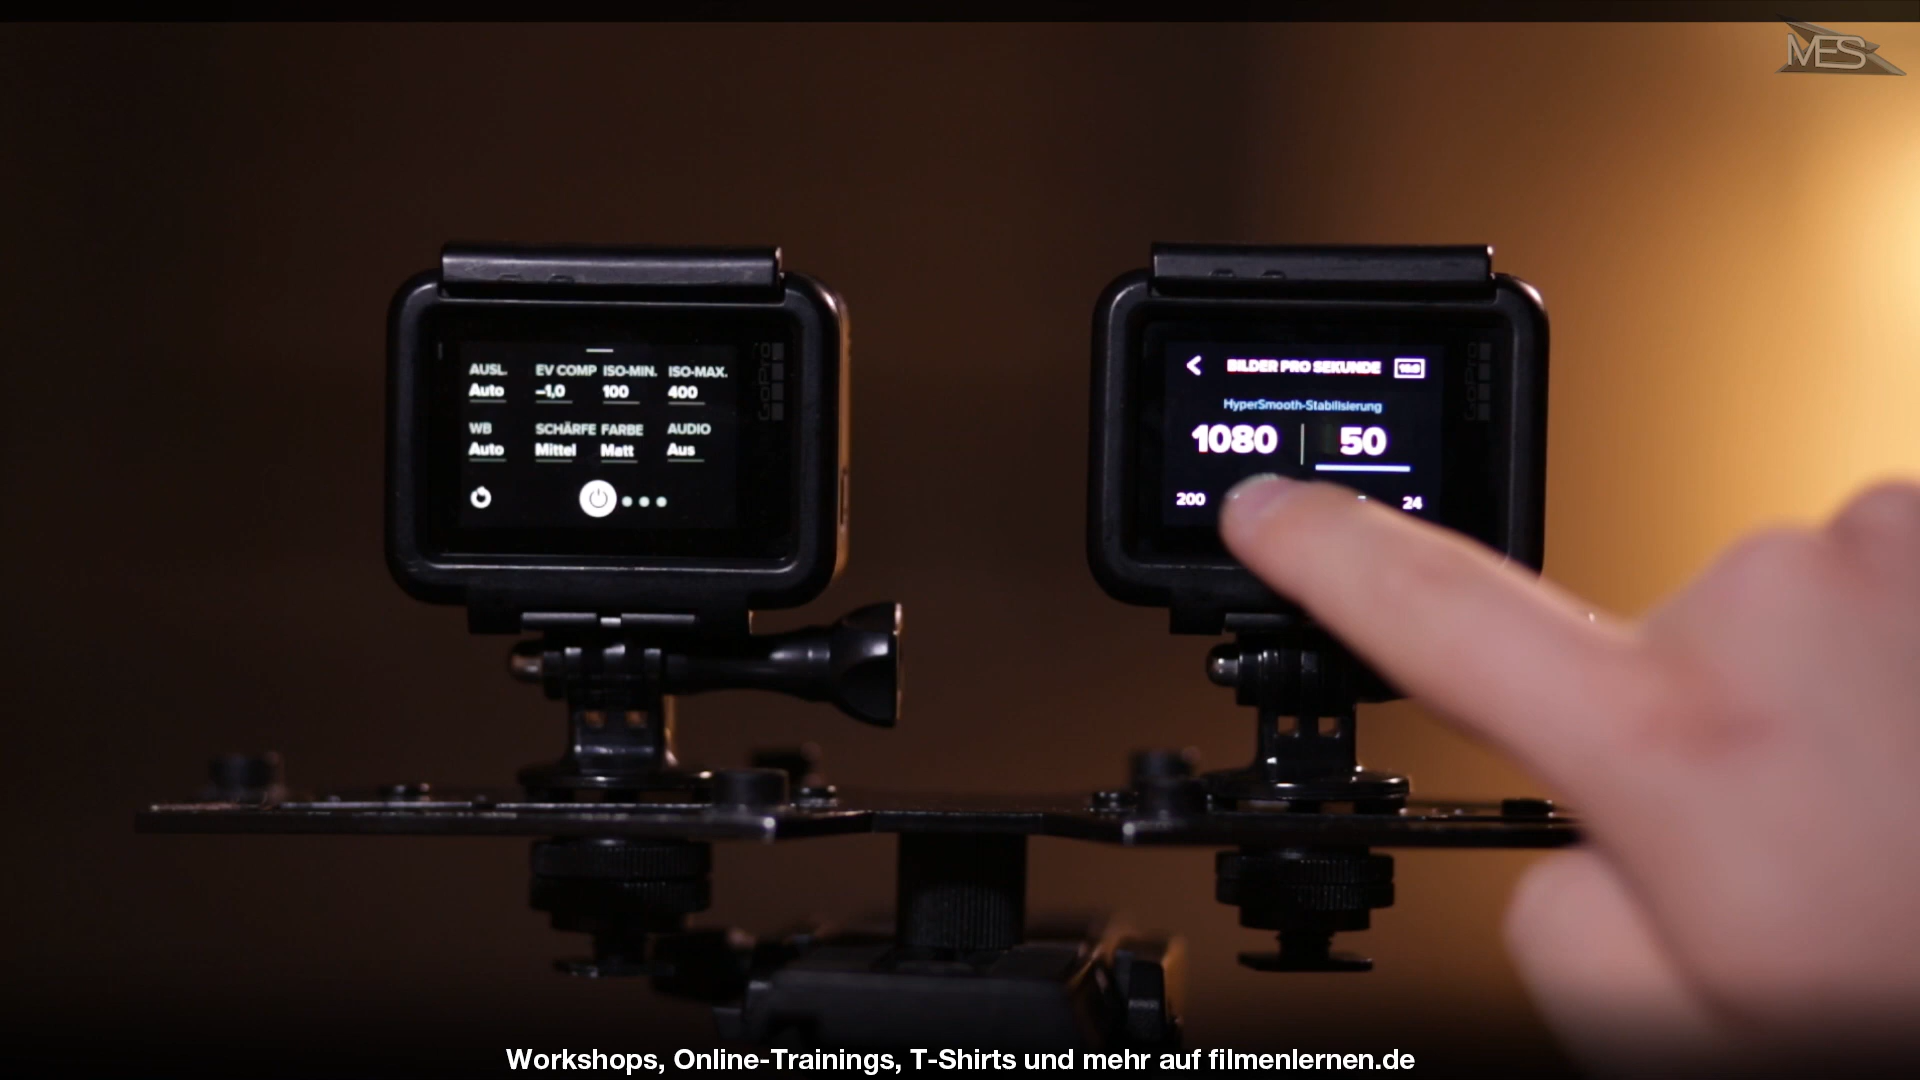 MES
AUSL. EV COMP ISO-MIN. ISO-MAX.
Auto –1,0 100 400
WB SCHÄRFE FARBE AUDIO
Auto Mittel Matt Aus
GoPro
BILDER PRO SEKUNDE
HyperSmooth-Stabilisierung
1080 50
200 24
GoPro
Workshops, Online-Trainings, T-Shirts und mehr auf filmenlernen.de